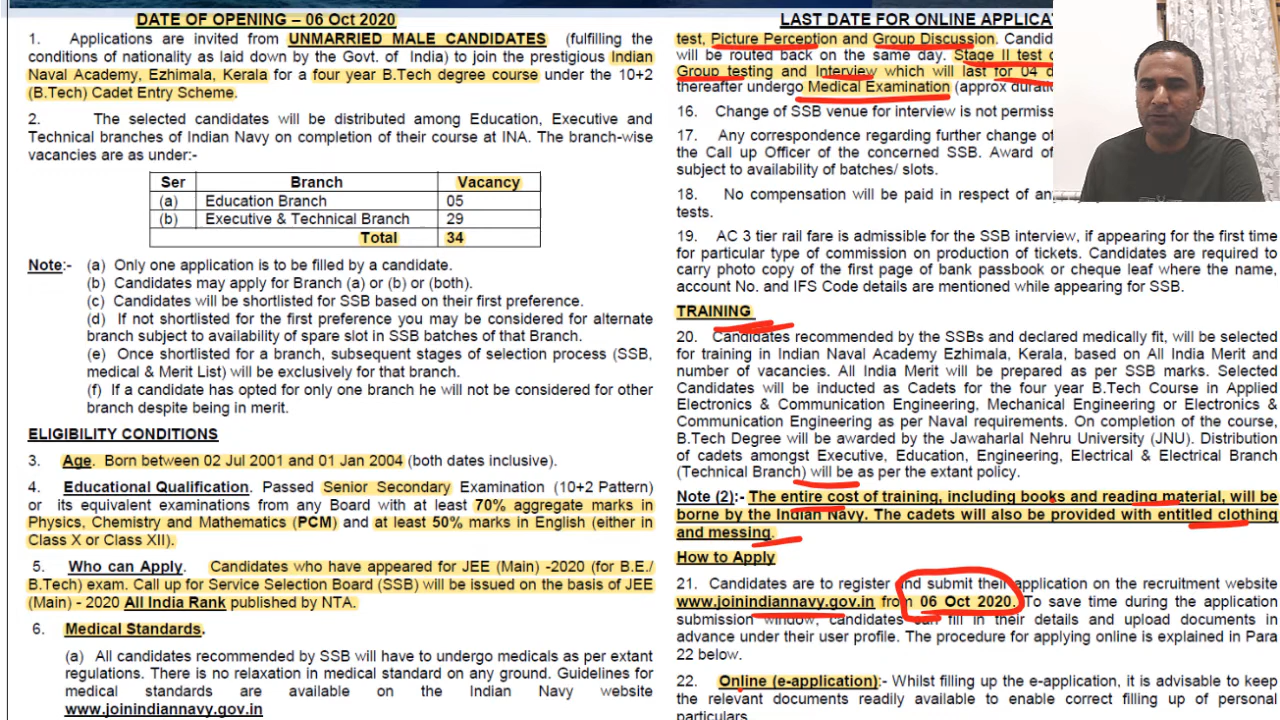 DATE OF OPENING – 06 Oct 2020
1. Applications are invited from UNMARRIED MALE CANDIDATES (fulfilling the
conditions of nationality as laid down by the Govt. of India) to join the prestigious Indian
Naval Academy, Ezhimala, Kerala for a four year B.Tech degree course under the 10+2
(B.Tech) Cadet Entry Scheme.
2. The selected candidates will be distributed among Education, Executive and
Technical branches of Indian Navy on completion of their course at INA. The branch-wise
vacancies are as under:-
Ser Branch Vacancy
(a) Education Branch 05
(b) Executive & Technical Branch 29
Total 34
Note:- (a) Only one application is to be filled by a candidate.
(b) Candidates may apply for Branch (a) or (b) or (both).
(c) Candidates will be shortlisted for SSB based on their first preference.
(d) If not shortlisted for the first preference you may be considered for alternate
branch subject to availability of spare slot in SSB batches of that Branch.
(e) Once shortlisted for a branch, subsequent stages of selection process (SSB,
medical & Merit List) will be exclusively for that branch.
(f) If a candidate has opted for only one branch he will not be considered for other
branch despite being in merit.
ELIGIBILITY CONDITIONS
3. Age. Born between 02 Jul 2001 and 01 Jan 2004 (both dates inclusive).
4. Educational Qualification. Passed Senior Secondary Examination (10+2 Pattern)
or its equivalent examinations from any Board with at least 70% aggregate marks in
Physics, Chemistry and Mathematics (PCM) and at least 50% marks in English (either in
Class X or Class XII).
5. Who can Apply. Candidates who have appeared for JEE (Main) -2020 (for B.E./
B.Tech) exam. Call up for Service Selection Board (SSB) will be issued on the basis of JEE
(Main) - 2020 All India Rank published by NTA.
6. Medical Standards.
(a) All candidates recommended by SSB will have to undergo medicals as per extant
regulations. There is no relaxation in medical standard on any ground. Guidelines for
medical standards are available on the Indian Navy website
www.joinindiannavy.gov.in
LAST DATE FOR ONLINE
test, Picture Perception and Group Discussion.
will be routed back on the same day. Stage II test
Group testing and Interview which will last for 04
thereafter undergo Medical Examination (approx
16. Change of SSB venue for interview is not
17. Any correspondence regarding further change of
the Call up Officer of the concerned SSB. Award of
subject to availability of batches/ slots.
18. No compensation will be paid in respect of
tests.
19. AC 3 tier rail fare is admissible for the SSB interview, if appearing for the first time
for particular type of commission on production of tickets. Candidates are required to
carry photo copy of the first page of bank passbook or cheque leaf where the name,
account No. and IFS Code details are mentioned while appearing for SSB.
TRAINING
20. Candidates recommended by the SSBs and declared medically fit, will be selected
for training in Indian Naval Academy Ezhimala, Kerala, based on All India Merit and
number of vacancies. All India Merit will be prepared as per SSB marks. Selected
Candidates will be inducted as Cadets for the four year B.Tech Course in Applied
Electronics & Communication Engineering, Mechanical Engineering or Electronics &
Communication Engineering as per Naval requirements. On completion of the course,
B.Tech Degree will be awarded by the Jawaharlal Nehru University (JNU). Distribution
of cadets amongst Executive, Education, Engineering, Electrical & Electrical Branch
(Technical Branch) will be as per the extant policy.
Note (2):- The entire cost of training, including books and reading material, will be
borne by the Indian Navy. The cadets will also be provided with entitled clothing
and messing.
How to Apply
21. Candidates are to register and submit their application on the recruitment website
www.joinindiannavy.gov.in from 06 Oct 2020. To save time during the application
submission window, candidates can fill in their details and upload documents in
advance under their user profile. The procedure for applying online is explained in Para
22 below.
22. Online (e-application):- Whilst filling up the e-application, it is advisable to keep
the relevant documents readily available to enable correct filling up of personal
particulars.